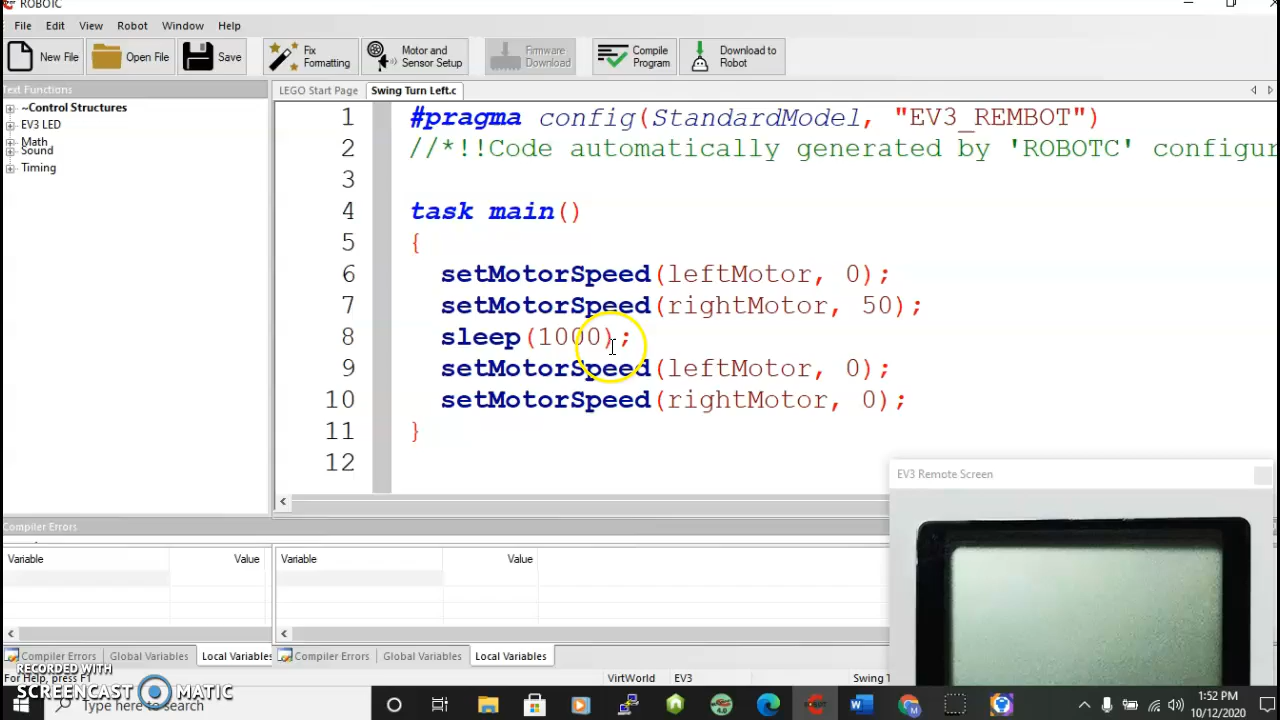 ROBOTC
File Edit View Robot Window Help
New File Open File Save Fix Formatting Motor and Sensor Setup Firmware Download Compile Program Download to Robot
Text Functions LEGO Start Page Swing Turn Left.c
~Control Structures
EV3 LED
Math
Sound
Timing
1 #pragma config(StandardModel, "EV3_REMBOT")
2 //*!!Code automatically generated by 'ROBOTC' configur
3
4 task main()
5 {
6 setMotorSpeed(leftMotor, 0);
7 setMotorSpeed(rightMotor, 50);
8 sleep(1000);
9 setMotorSpeed(leftMotor, 0);
10 setMotorSpeed(rightMotor, 0);
11 }
12
EV3 Remote Screen
Compiler Errors
Variable Value Variable Value
Compiler Errors Global Variables Local Variables Compiler Errors Global Variables Local Variables
For Help, press F1 VirtWorld EV3 Swing T
RECORDED WITH
SCREENCAST MATIC
Type here to search
1:52 PM
10/12/2020